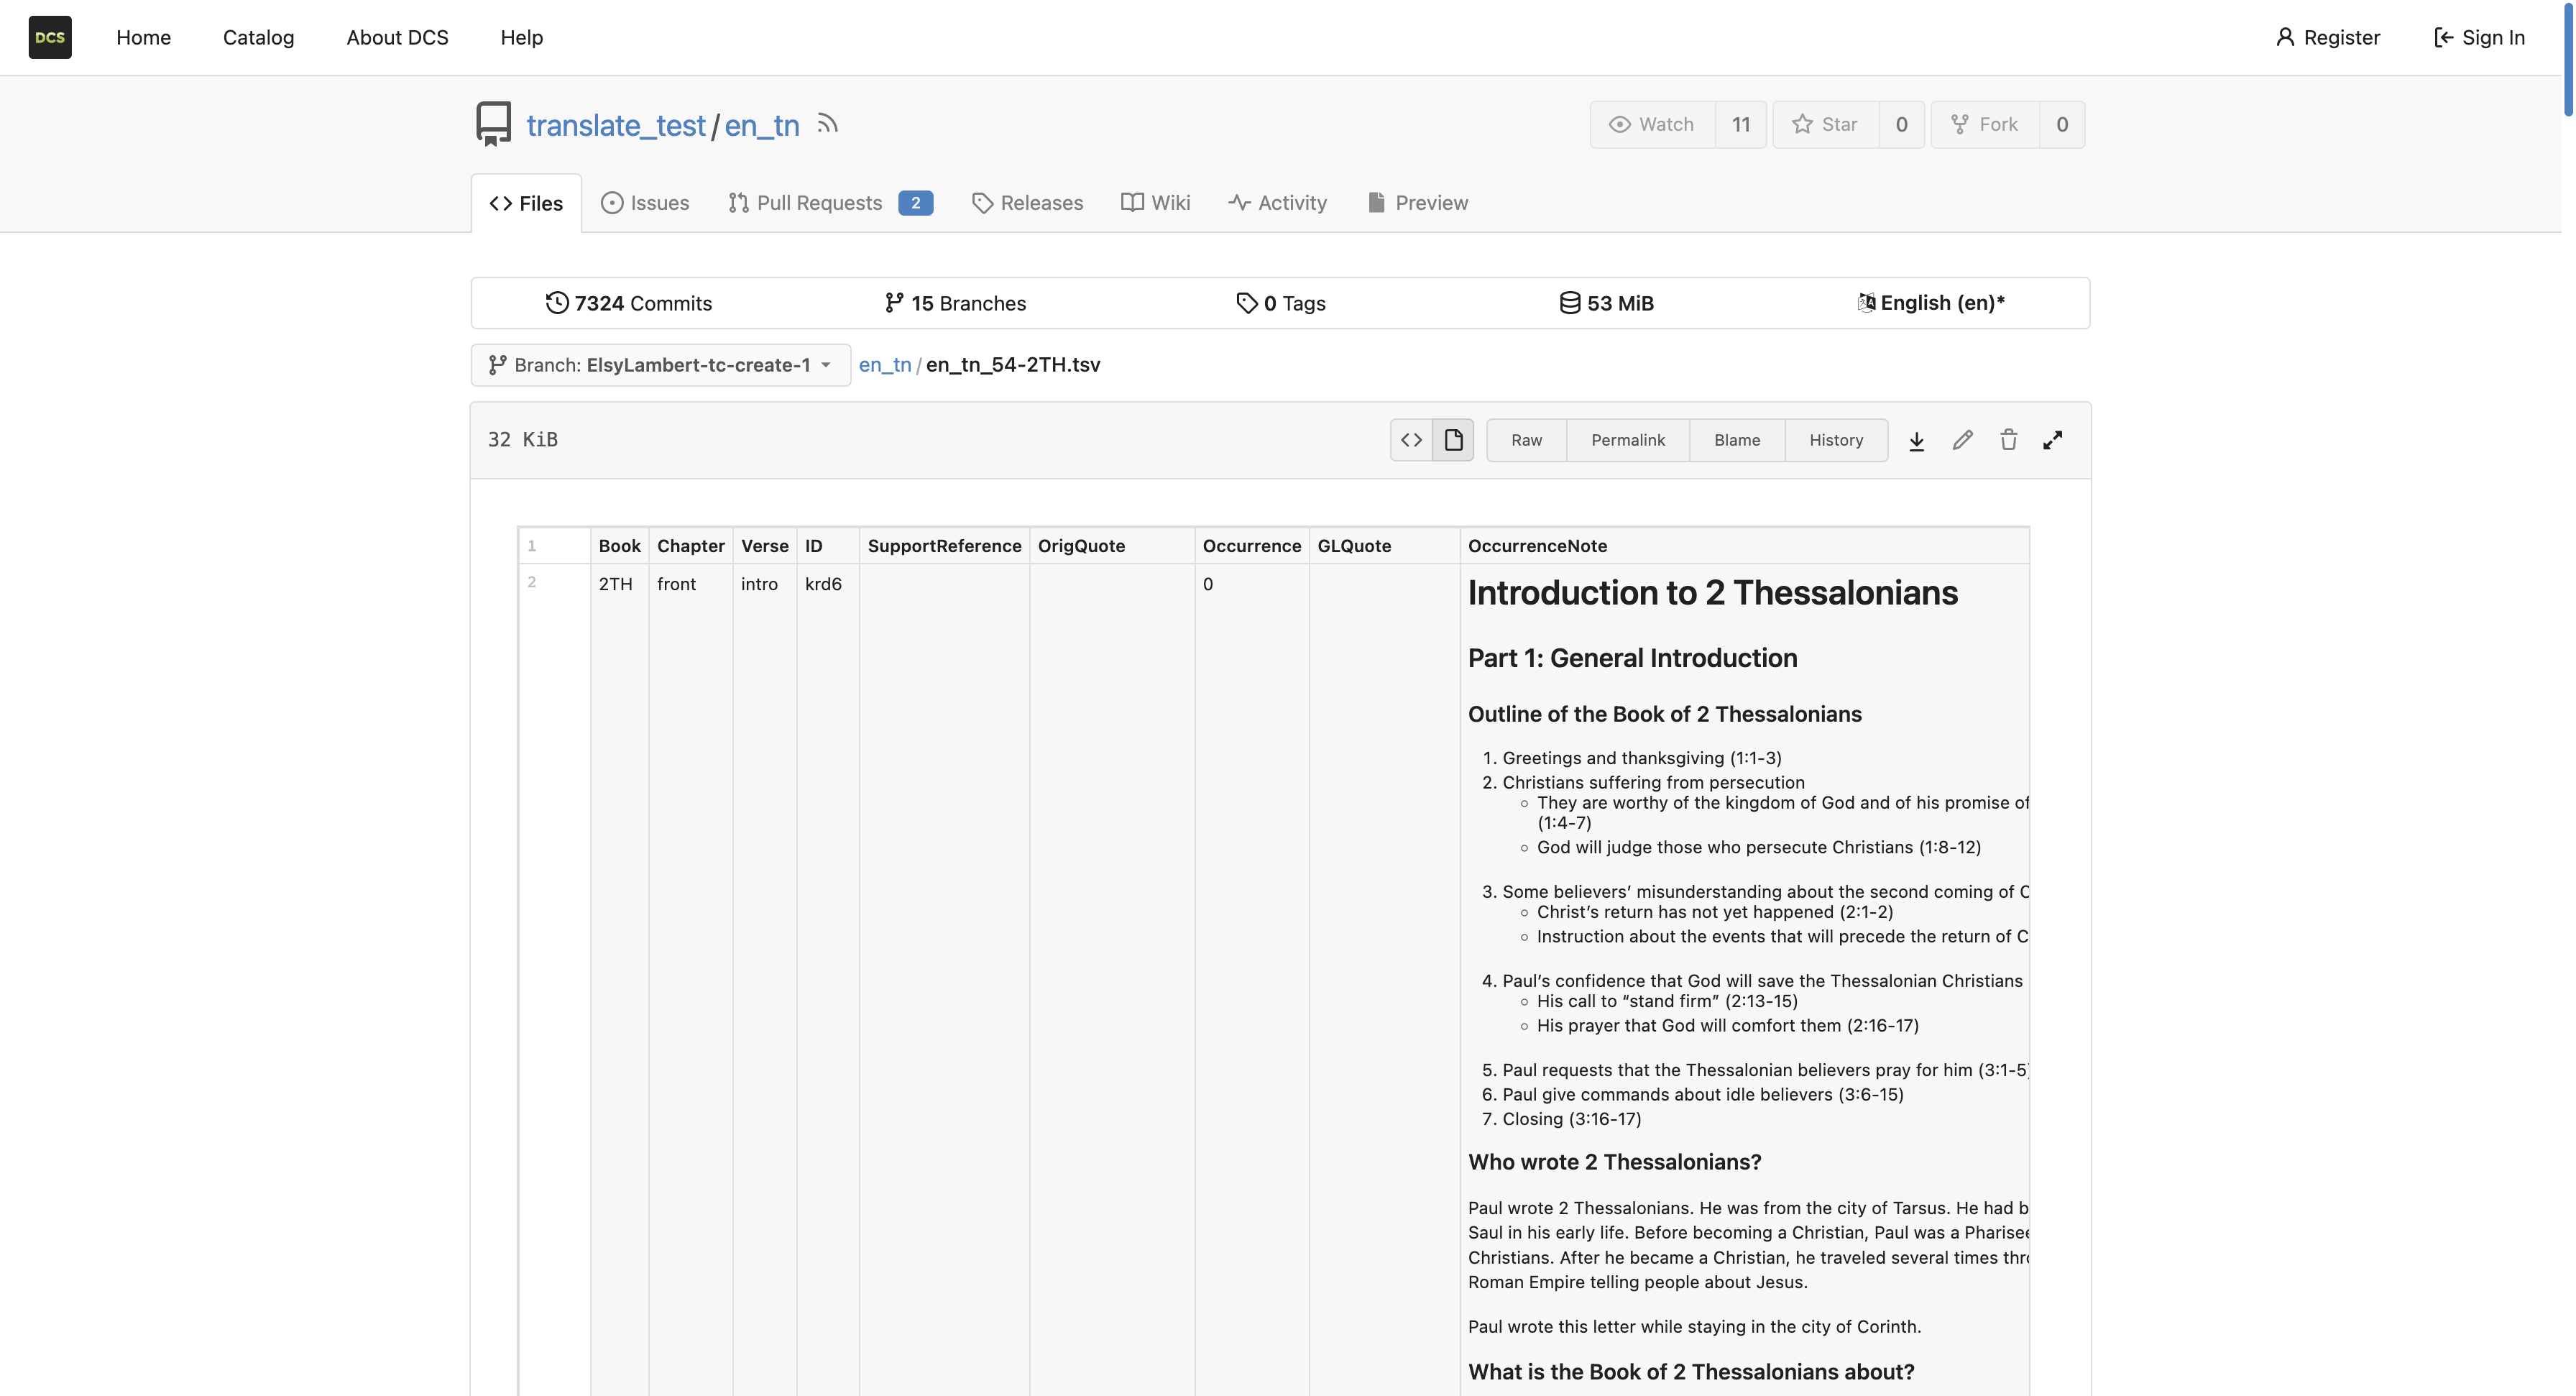 DCS Home Catalog About DCS Help Register Sign In
translate_test / en_tn Watch 11 Star 0 Fork 0
Files Issues Pull Requests 2 Releases Wiki Activity Preview
7324 Commits 15 Branches 0 Tags 53 MiB English (en)*
Branch: ElsyLambert-tc-create-1 en_tn / en_tn_54-2TH.tsv
32 KiB Raw Permalink Blame History
1 Book Chapter Verse ID SupportReference OrigQuote Occurrence GLQuote OccurrenceNote
2 2TH front intro krd6 0 Introduction to 2 Thessalonians
Part 1: General Introduction
Outline of the Book of 2 Thessalonians
1. Greetings and thanksgiving (1:1-3)
2. Christians suffering from persecution
They are worthy of the kingdom of God and of his promise of
(1:4-7)
God will judge those who persecute Christians (1:8-12)
3. Some believers’ misunderstanding about the second coming of C
Christ’s return has not yet happened (2:1-2)
Instruction about the events that will precede the return of C
4. Paul’s confidence that God will save the Thessalonian Christians
His call to “stand firm” (2:13-15)
His prayer that God will comfort them (2:16-17)
5. Paul requests that the Thessalonian believers pray for him (3:1-5)
6. Paul give commands about idle believers (3:6-15)
7. Closing (3:16-17)
Who wrote 2 Thessalonians?
Paul wrote 2 Thessalonians. He was from the city of Tarsus. He had b
Saul in his early life. Before becoming a Christian, Paul was a Pharisee
Christians. After he became a Christian, he traveled several times thro
Roman Empire telling people about Jesus.
Paul wrote this letter while staying in the city of Corinth.
What is the Book of 2 Thessalonians about?